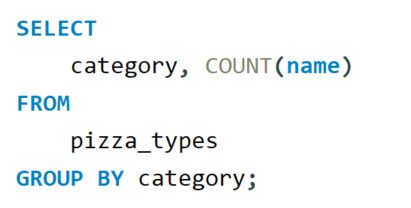 SELECT
category, COUNT(name)
FROM
pizza_types
GROUP BY category;